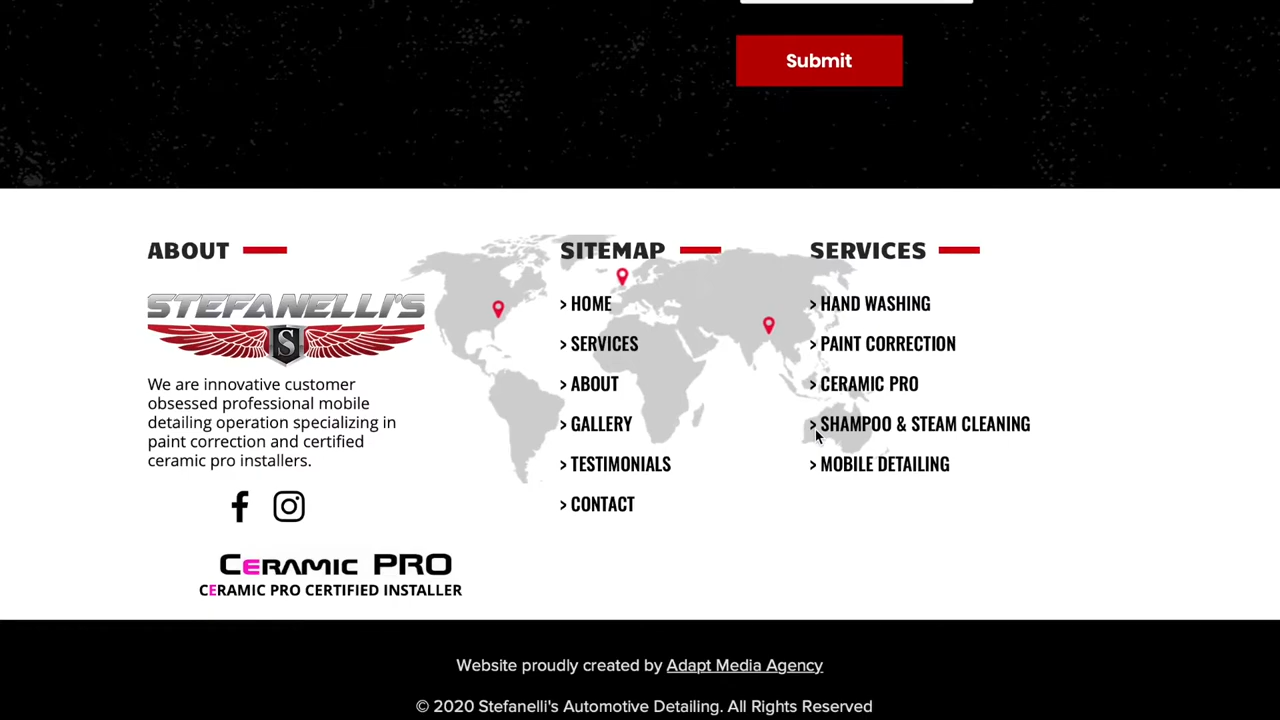 Submit
ABOUT
STEFANELLI'S
S
We are innovative customer
obsessed professional mobile
detailing operation specializing in
paint correction and certified
ceramic pro installers.
CERAMIC PRO
CERAMIC PRO CERTIFIED INSTALLER
SITEMAP
> HOME
> SERVICES
> ABOUT
> GALLERY
> TESTIMONIALS
> CONTACT
SERVICES
> HAND WASHING
> PAINT CORRECTION
> CERAMIC PRO
> SHAMPOO & STEAM CLEANING
> MOBILE DETAILING
Website proudly created by Adapt Media Agency
© 2020 Stefanelli's Automotive Detailing. All Rights Reserved